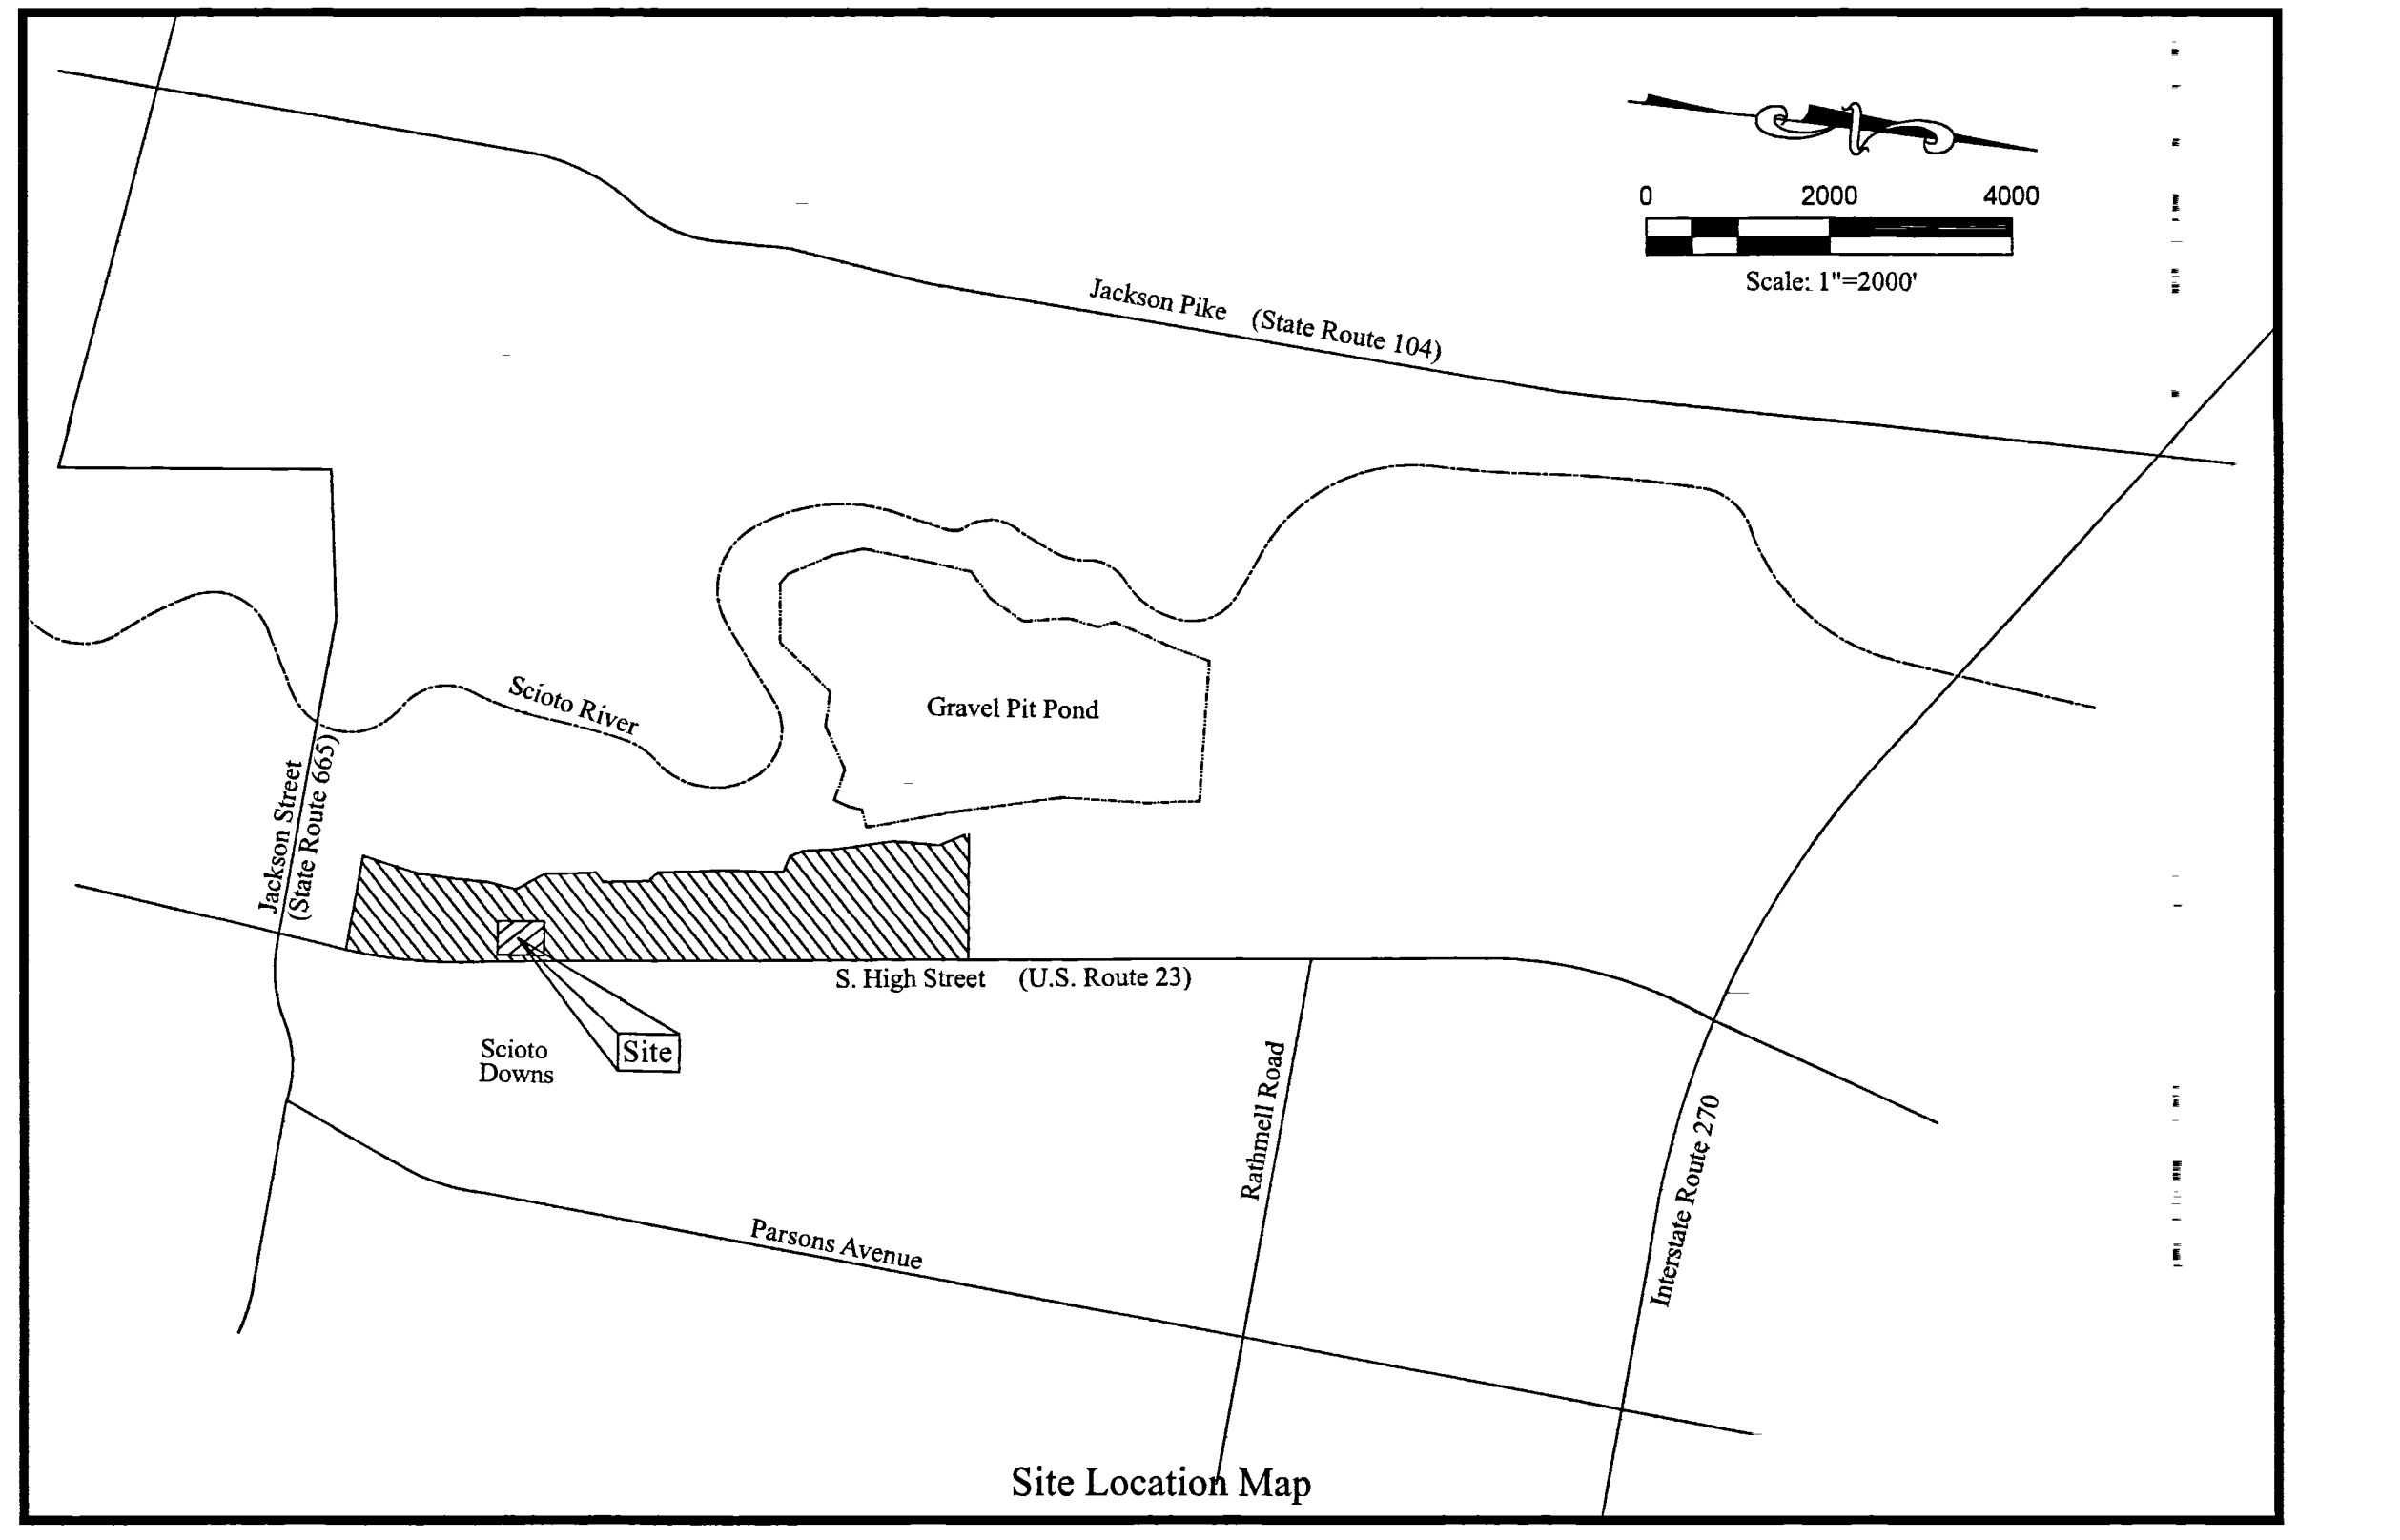 0 2000 4000
Scale: 1"=2000'
Jackson Pike (State Route 104)
Scioto River
Gravel Pit Pond
Jackson Street
(State Route 665)
S. High Street (U.S. Route 23)
Scioto
Downs
Site
Rathmell Road
Interstate Route 270
Parsons Avenue
Site Location Map